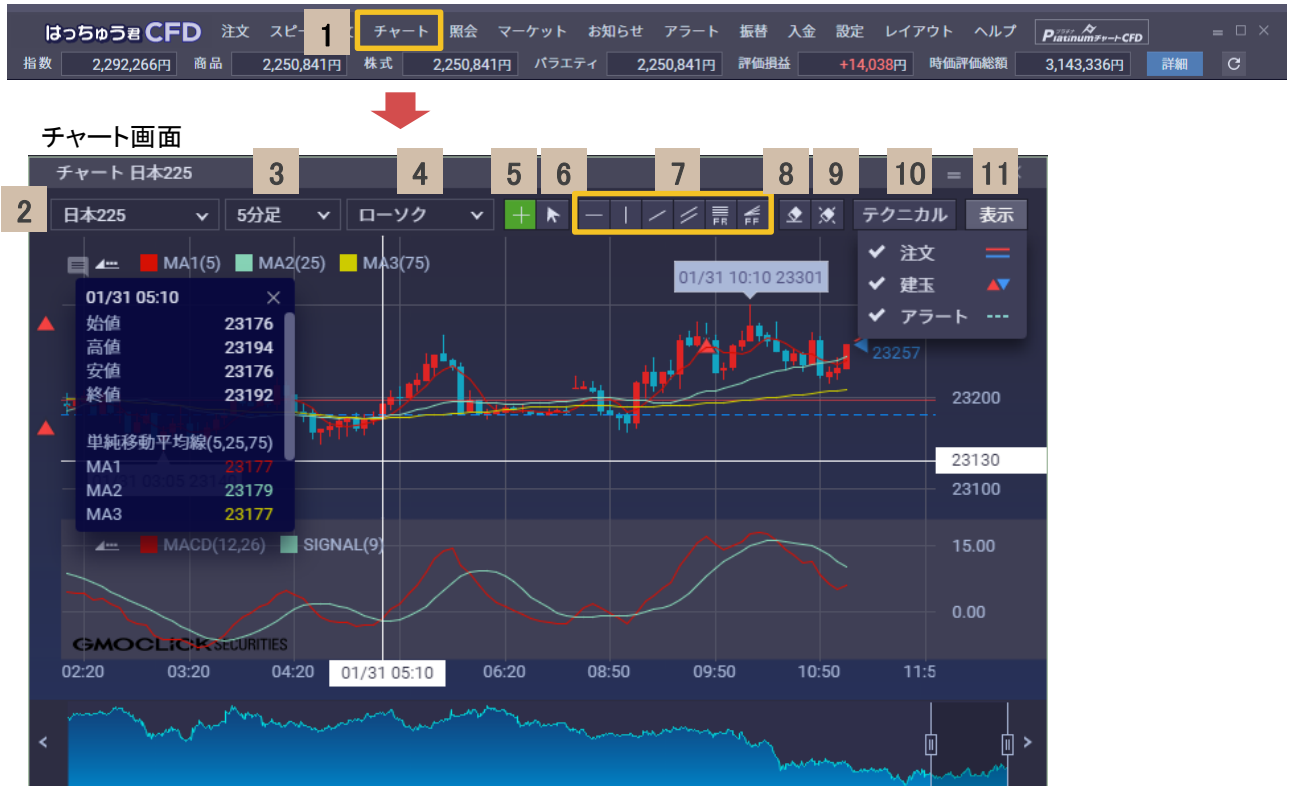 はっちゅう君 CFD 注文 スピー 1 チャート 照会 マーケット お知らせ アラート 振替 入金 設定 レイアウト ヘルプ PlatinumチャートCFD
指数 2,292,266円 商品 2,250,841円 株式 2,250,841円 バラエティ 2,250,841円 評価損益 +14,038円 時価評価総額 3,143,336円 詳細
チャート画面
チャート 日本225 3 4 5 6 7 8 9 10 11
2 日本225 5分足 ローソク FR FF テクニカル 表示
MA1(5) MA2(25) MA3(75)
注文
建玉
アラート
01/31 10:10 23301
01/31 05:10
始値 23176
高値 23194
安値 23176
終値 23192
単純移動平均線(5,25,75)
MA1 23177
MA2 23179
MA3 23177
23257
23200
23130
23100
MACD(12,26) SIGNAL(9)
15.00
0.00
GMOCLICK SECURITIES
02:20 03:20 04:20 01/31 05:10 06:20 08:50 09:50 10:50 11:5